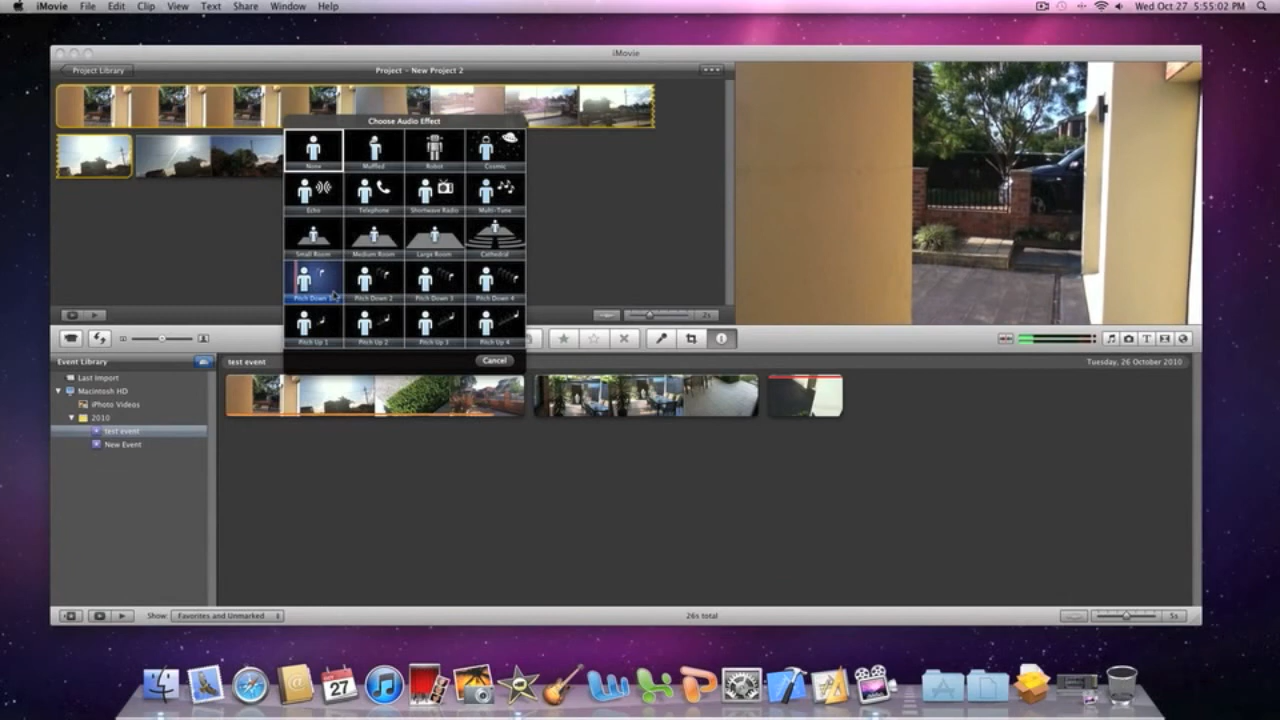 iMovie File Edit Clip View Text Share Window Help Wed Oct 27 5:55:02 PM
iMovie
Project Library Project - New Project 2
Choose Audio Effect
None Muffled Robot Cosmic
Echo Telephone Shortwave Radio Multi-Tune
Small Room Medium Room Large Room Cathedral
Pitch Down 1 Pitch Down 2 Pitch Down 3 Pitch Down 4
2s
Pitch Up 1 Pitch Up 2 Pitch Up 3 Pitch Up 4
Cancel
Event Library test event Tuesday, 26 October 2010
Last Import
Macintosh HD
iPhoto Videos
2010
test event
New Event
Show: Favorites and Unmarked 26s total 5s
27